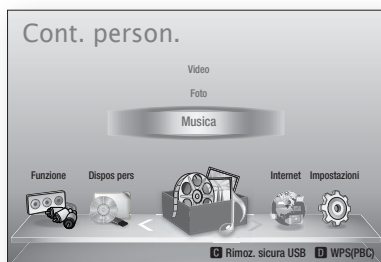 Cont. person.
Video
Foto
Musica
Funzione Dispos pers Internet Impostazioni
C Rimoz. sicura USB D WPS(PBC)